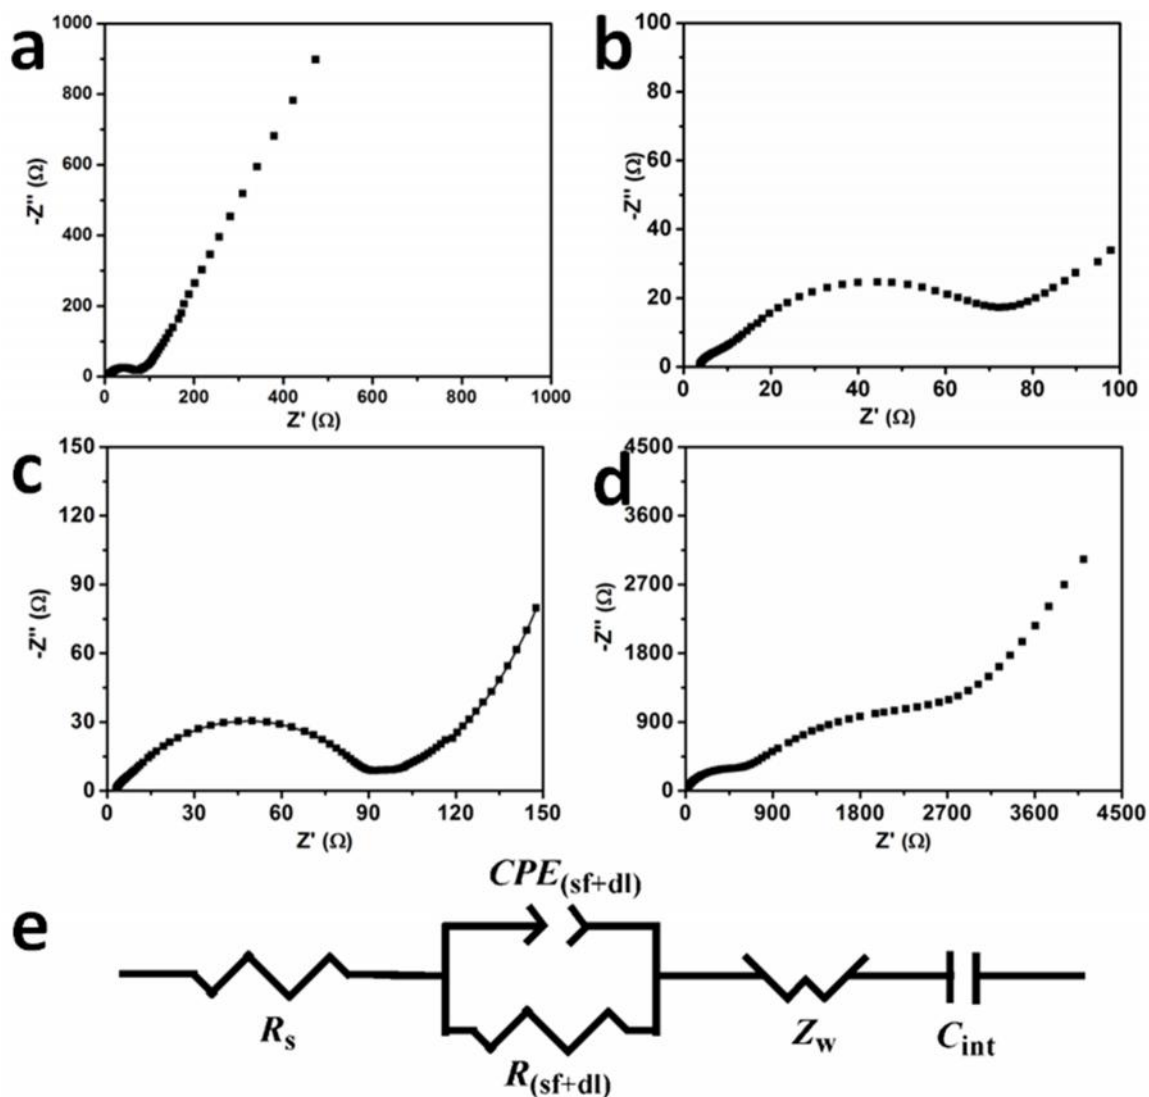 a
1000
800
600
400
200
0
-Z'' (Ω)
0 200 400 600 800 1000
Z' (Ω)
b
100
80
60
40
20
0
-Z'' (Ω)
0 20 40 60 80 100
Z' (Ω)
c
150
120
90
60
30
0
-Z'' (Ω)
0 30 60 90 120 150
Z' (Ω)
d
4500
3600
2700
1800
900
0
-Z'' (Ω)
0 900 1800 2700 3600 4500
Z' (Ω)
e
CPE(sf+dl)
Rs
R(sf+dl)
Zw
Cint